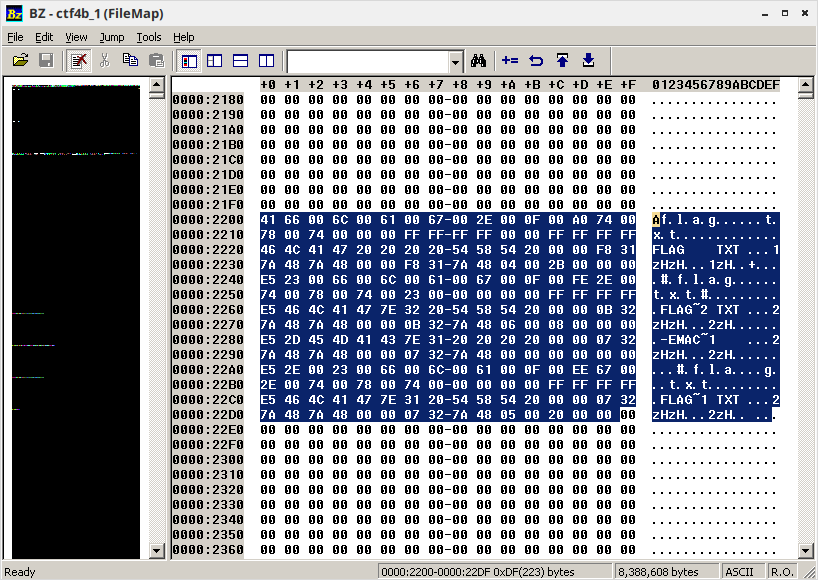 BZ - ctf4b_1 (FileMap)
File Edit View Jump Tools Help
+0 +1 +2 +3 +4 +5 +6 +7 -+8 +9 +A +B +C +D +E +F 0123456789ABCDEF
0000:2180 00 00 00 00 00 00 00 00-00 00 00 00 00 00 00 00 ................
0000:2190 00 00 00 00 00 00 00 00-00 00 00 00 00 00 00 00 ................
0000:21A0 00 00 00 00 00 00 00 00-00 00 00 00 00 00 00 00 ................
0000:21B0 00 00 00 00 00 00 00 00-00 00 00 00 00 00 00 00 ................
0000:21C0 00 00 00 00 00 00 00 00-00 00 00 00 00 00 00 00 ................
0000:21D0 00 00 00 00 00 00 00 00-00 00 00 00 00 00 00 00 ................
0000:21E0 00 00 00 00 00 00 00 00-00 00 00 00 00 00 00 00 ................
0000:21F0 00 00 00 00 00 00 00 00-00 00 00 00 00 00 00 00 ................
0000:2200 41 66 00 6C 00 61 00 67-00 2E 00 0F 00 A0 74 00 Af.l.a.g......t.
0000:2210 78 00 74 00 00 00 FF FF-FF FF 00 00 FF FF FF FF x.t.............
0000:2220 46 4C 41 47 20 20 20 20-54 58 54 20 00 00 F8 31 FLAG    TXT ...1
0000:2230 7A 48 7A 48 00 00 F8 31-7A 48 04 00 2B 00 00 00 zHzH...1zH..+...
0000:2240 E5 23 00 66 00 6C 00 61-00 67 00 0F 00 FE 2E 00 .#.f.l.a.g......
0000:2250 74 00 78 00 74 00 23 00-00 00 00 00 FF FF FF FF t.x.t.#.........
0000:2260 E5 46 4C 41 47 7E 32 20-54 58 54 20 00 00 0B 32 .FLAG~2 TXT ...2
0000:2270 7A 48 7A 48 00 00 0B 32-7A 48 06 00 08 00 00 00 zHzH...2zH......
0000:2280 E5 2D 45 4D 41 43 7E 31-20 20 20 20 00 00 07 32 .-EMAC~1    ...2
0000:2290 7A 48 7A 48 00 00 07 32-7A 48 00 00 00 00 00 00 zHzH...2zH......
0000:22A0 E5 2E 00 23 00 66 00 6C-00 61 00 0F 00 EE 67 00 ...#.f.l.a....g.
0000:22B0 2E 00 74 00 78 00 74 00-00 00 00 00 FF FF FF FF ..t.x.t.........
0000:22C0 E5 46 4C 41 47 7E 31 20-54 58 54 20 00 00 07 32 .FLAG~1 TXT ...2
0000:22D0 7A 48 7A 48 00 00 07 32-7A 48 05 00 20 00 00 00 zHzH...2zH.. ...
0000:22E0 00 00 00 00 00 00 00 00-00 00 00 00 00 00 00 00 ................
0000:22F0 00 00 00 00 00 00 00 00-00 00 00 00 00 00 00 00 ................
0000:2300 00 00 00 00 00 00 00 00-00 00 00 00 00 00 00 00 ................
0000:2310 00 00 00 00 00 00 00 00-00 00 00 00 00 00 00 00 ................
0000:2320 00 00 00 00 00 00 00 00-00 00 00 00 00 00 00 00 ................
0000:2330 00 00 00 00 00 00 00 00-00 00 00 00 00 00 00 00 ................
0000:2340 00 00 00 00 00 00 00 00-00 00 00 00 00 00 00 00 ................
0000:2350 00 00 00 00 00 00 00 00-00 00 00 00 00 00 00 00 ................
0000:2360 00 00 00 00 00 00 00 00-00 00 00 00 00 00 00 00 ................
Ready 0000:2200-0000:22DF 0xDF(223) bytes 8,388,608 bytes ASCII R.O.